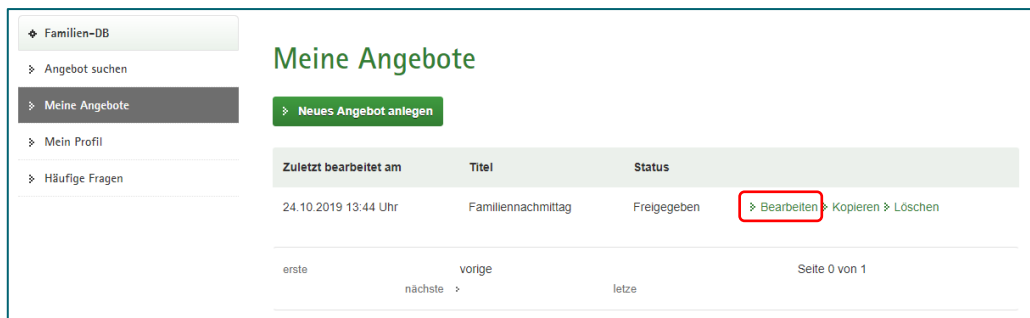 Familien-DB
Angebot suchen
Meine Angebote
Mein Profil
Häufige Fragen
Meine Angebote
Neues Angebot anlegen
Zuletzt bearbeitet am Titel Status
24.10.2019 13:44 Uhr Familiennachmittag Freigegeben Bearbeiten Kopieren Löschen
erste vorige Seite 0 von 1
nächste letze